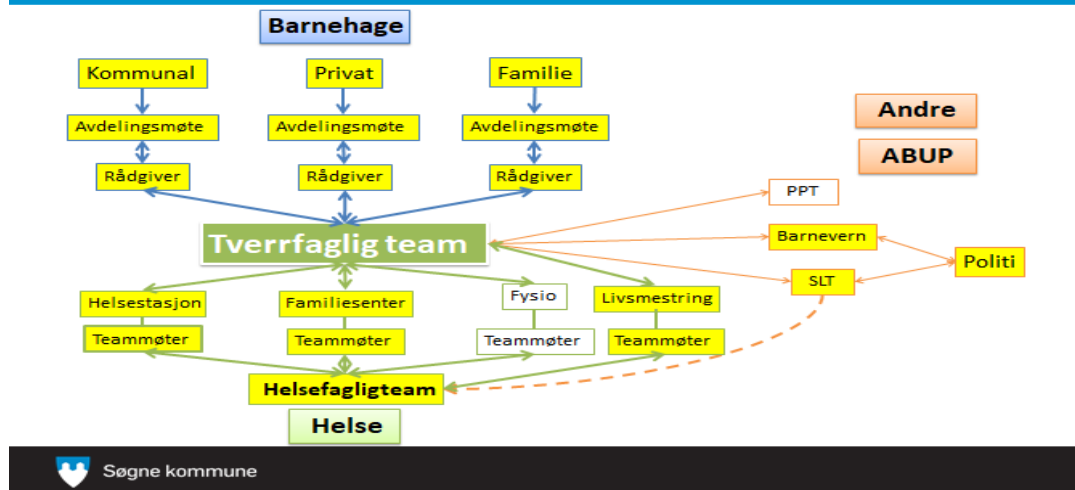 Barnehage
Kommunal
Privat
Familie
Avdelingsmøte
Avdelingsmøte
Avdelingsmøte
Rådgiver
Rådgiver
Rådgiver
Andre
ABUP
PPT
Tverrfaglig team
Barnevern
Politi
SLT
Helsestasjon
Familiesenter
Fysio
Livsmestring
Teammøter
Teammøter
Teammøter
Teammøter
Helsefagligteam
Helse
Søgne kommune